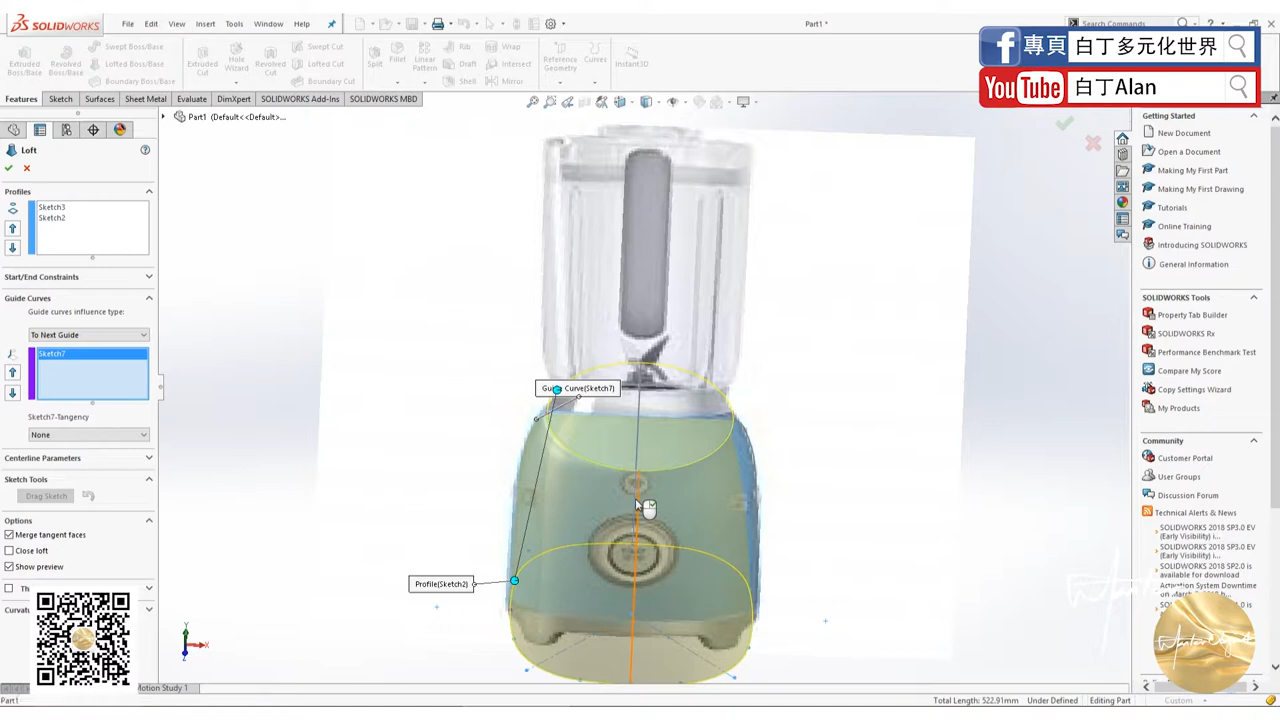 SOLIDWORKS
File Edit View Insert Tools Window Help
Part1 *
Search Commands
Extruded Boss/Base
Revolved Boss/Base
Swept Boss/Base
Lofted Boss/Base
Boundary Boss/Base
Extruded Cut
Hole Wizard
Revolved Cut
Swept Cut
Lofted Cut
Boundary Cut
Split
Fillet
Linear Pattern
Rib
Draft
Shell
Wrap
Intersect
Mirror
Reference Geometry
Curves
Instant3D
f 專頁 白丁多元化世界
YouTube 白丁Alan
Features Sketch Surfaces Sheet Metal Evaluate DimXpert SOLIDWORKS Add-Ins SOLIDWORKS MBD
Part1 (Default<<Default>...
Loft
Profiles
Sketch3
Sketch2
Start/End Constraints
Guide Curves
Guide curves influence type:
To Next Guide
Sketch7
Sketch7-Tangency
None
Centerline Parameters
Sketch Tools
Drag Sketch
Options
Merge tangent faces
Close loft
Show preview
Th
Curvatu
Profile(Sketch2)
Curve(Sketch7)
Getting Started
New Document
Open a Document
Making My First Part
Making My First Drawing
Tutorials
Online Training
Introducing SOLIDWORKS
General Information
SOLIDWORKS Tools
Property Tab Builder
SOLIDWORKS Rx
Performance Benchmark Test
Compare My Score
Copy Settings Wizard
My Products
Community
Customer Portal
User Groups
Discussion Forum
Technical Alerts & News
SOLIDWORKS 2018 SP3.0 EV
(Early Visibility) i...
SOLIDWORKS 2018 SP3.0 EV
(Early Visibility) i...
SOLIDWORKS 2018 SP2.0 is
available for download
Activation System Downtime
Motion Study 1
Part1
Total Length: 522.91mm Under Defined Editing Part Custom